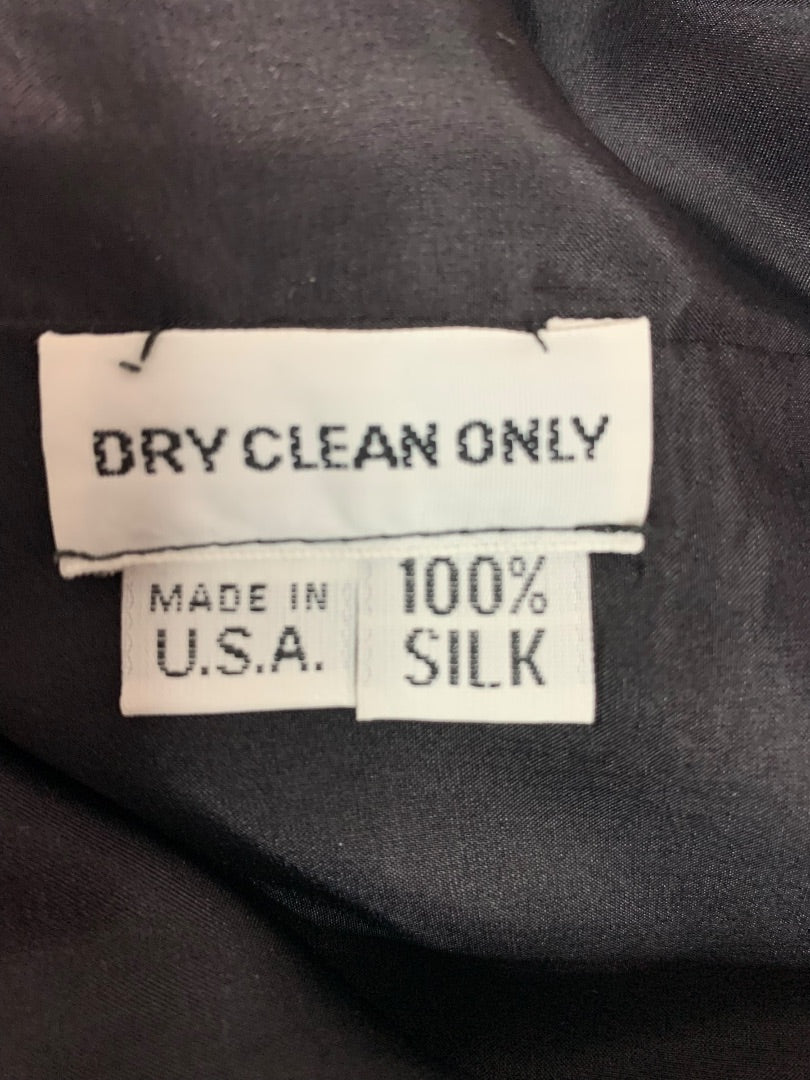 DRY CLEAN ONLY
MADE IN
U.S.A.
100%
SILK